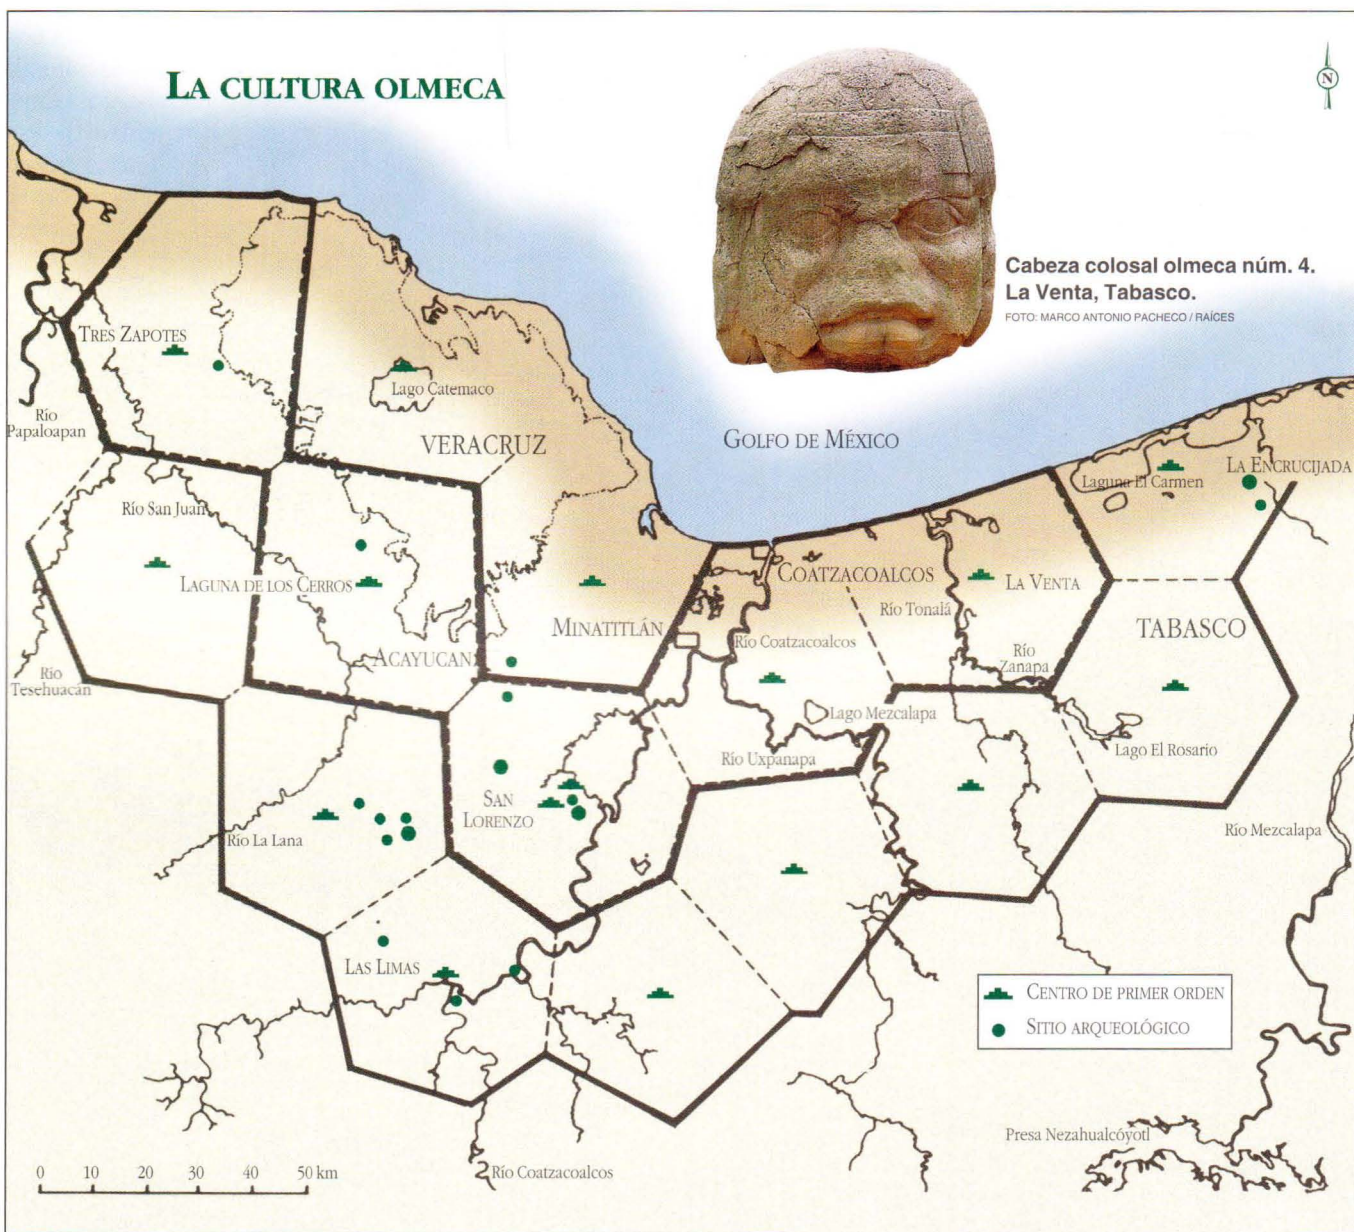 LA CULTURA OLMECA
N
Cabeza colosal olmeca núm. 4.
La Venta, Tabasco.
FOTO: MARCO ANTONIO PACHECO / RAÍCES
TRES ZAPOTES
Lago Catemaco
Río
Papaloapan
VERACRUZ
GOLFO DE MÉXICO
LA ENCRUCIJADA
Laguna El Carmen
Río San Juan
LAGUNA DE LOS CERROS
COATZACOALCOS
LA VENTA
Río Tonalá
MINATITLÁN
Río Coatzacoalcos
TABASCO
ACAYUCAN
Río
Zanapa
Río
Tesehuacán
Lago Mezcalapa
Río Uxpanapa
Lago El Rosario
SAN
LORENZO
Río La Lana
Río Mezcalapa
LAS LIMAS
CENTRO DE PRIMER ORDEN
SITIO ARQUEOLÓGICO
Presa Nezahualcóyotl
Río Coatzacoalcos
0 10 20 30 40 50 km